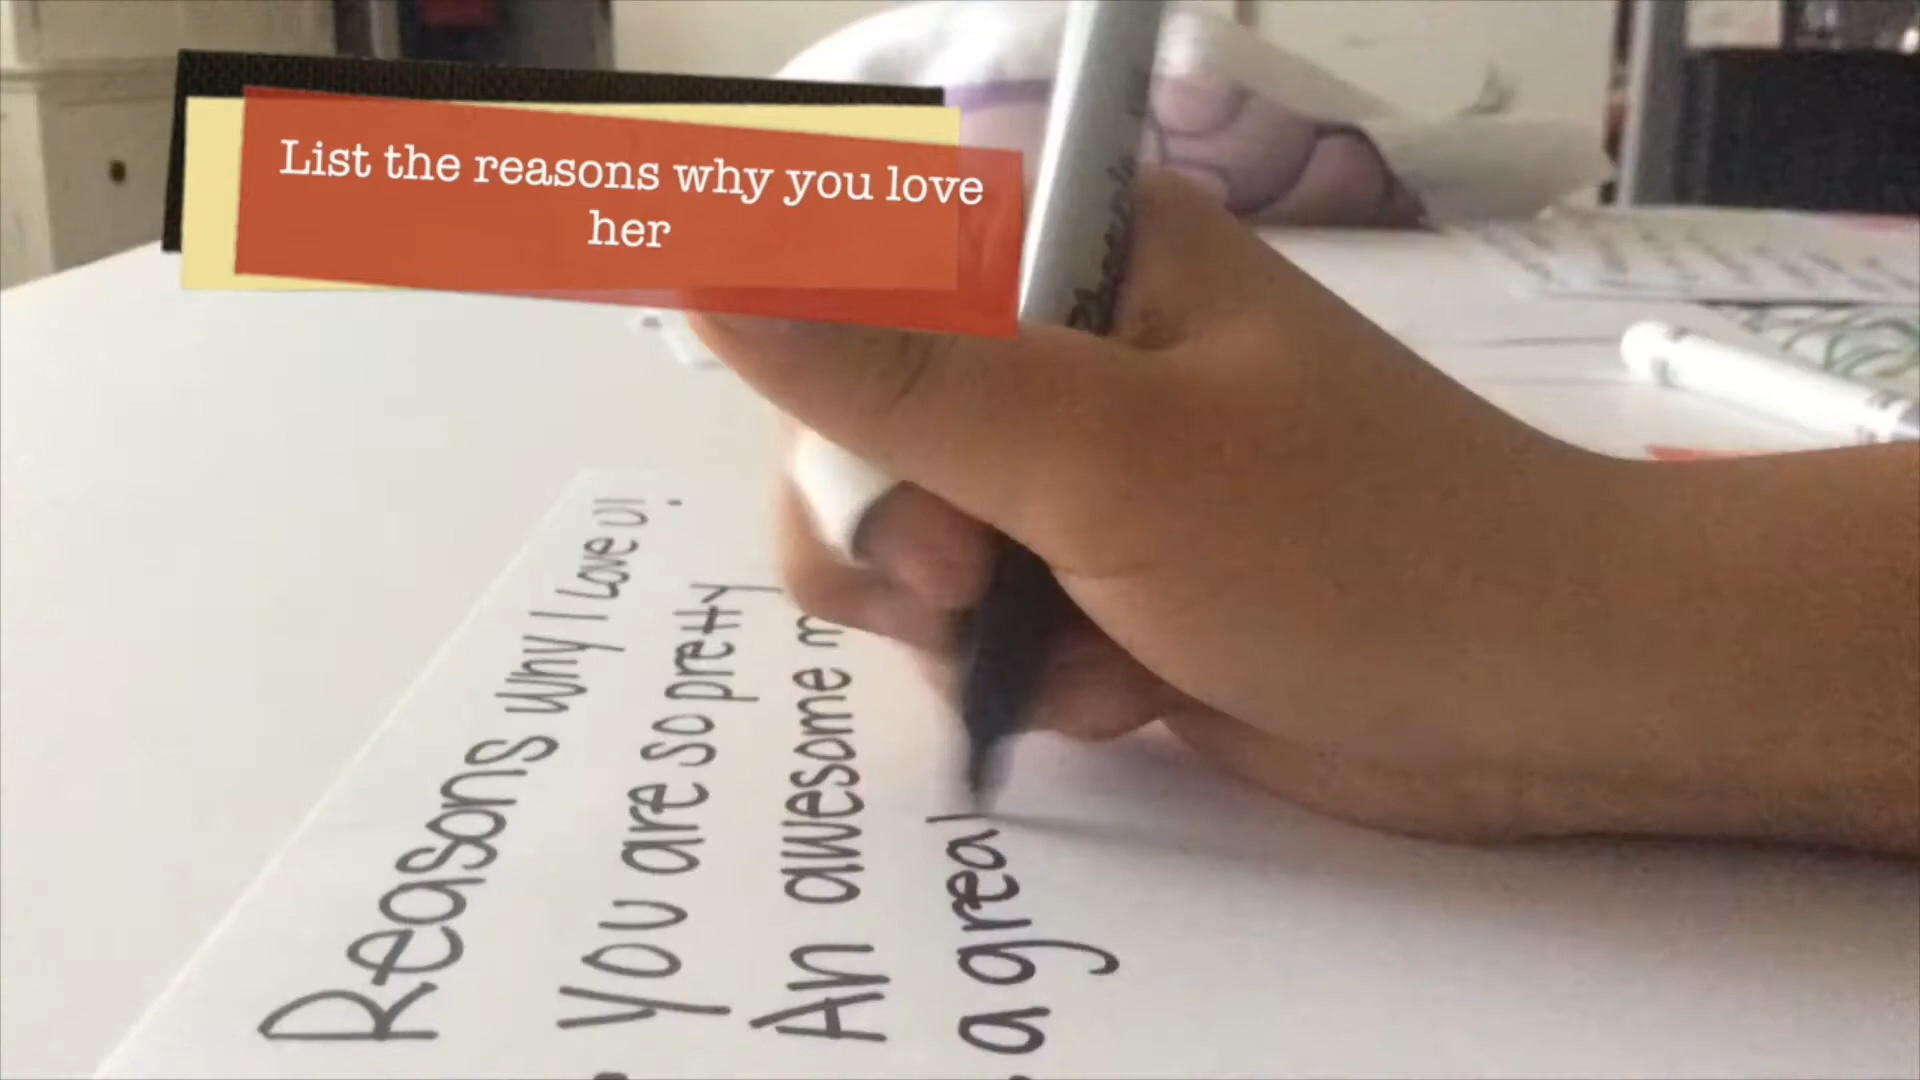 List the reasons why you love
her
Reasons why I love u!
You are so pretty
An awesome
a great